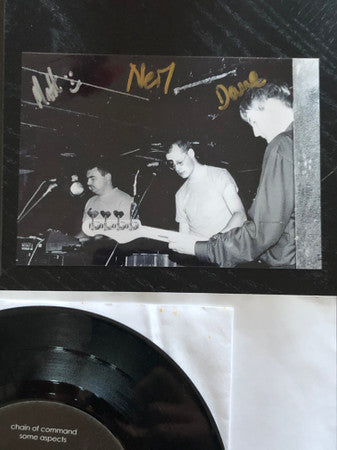 Neil
Dave
chain of command
some aspects